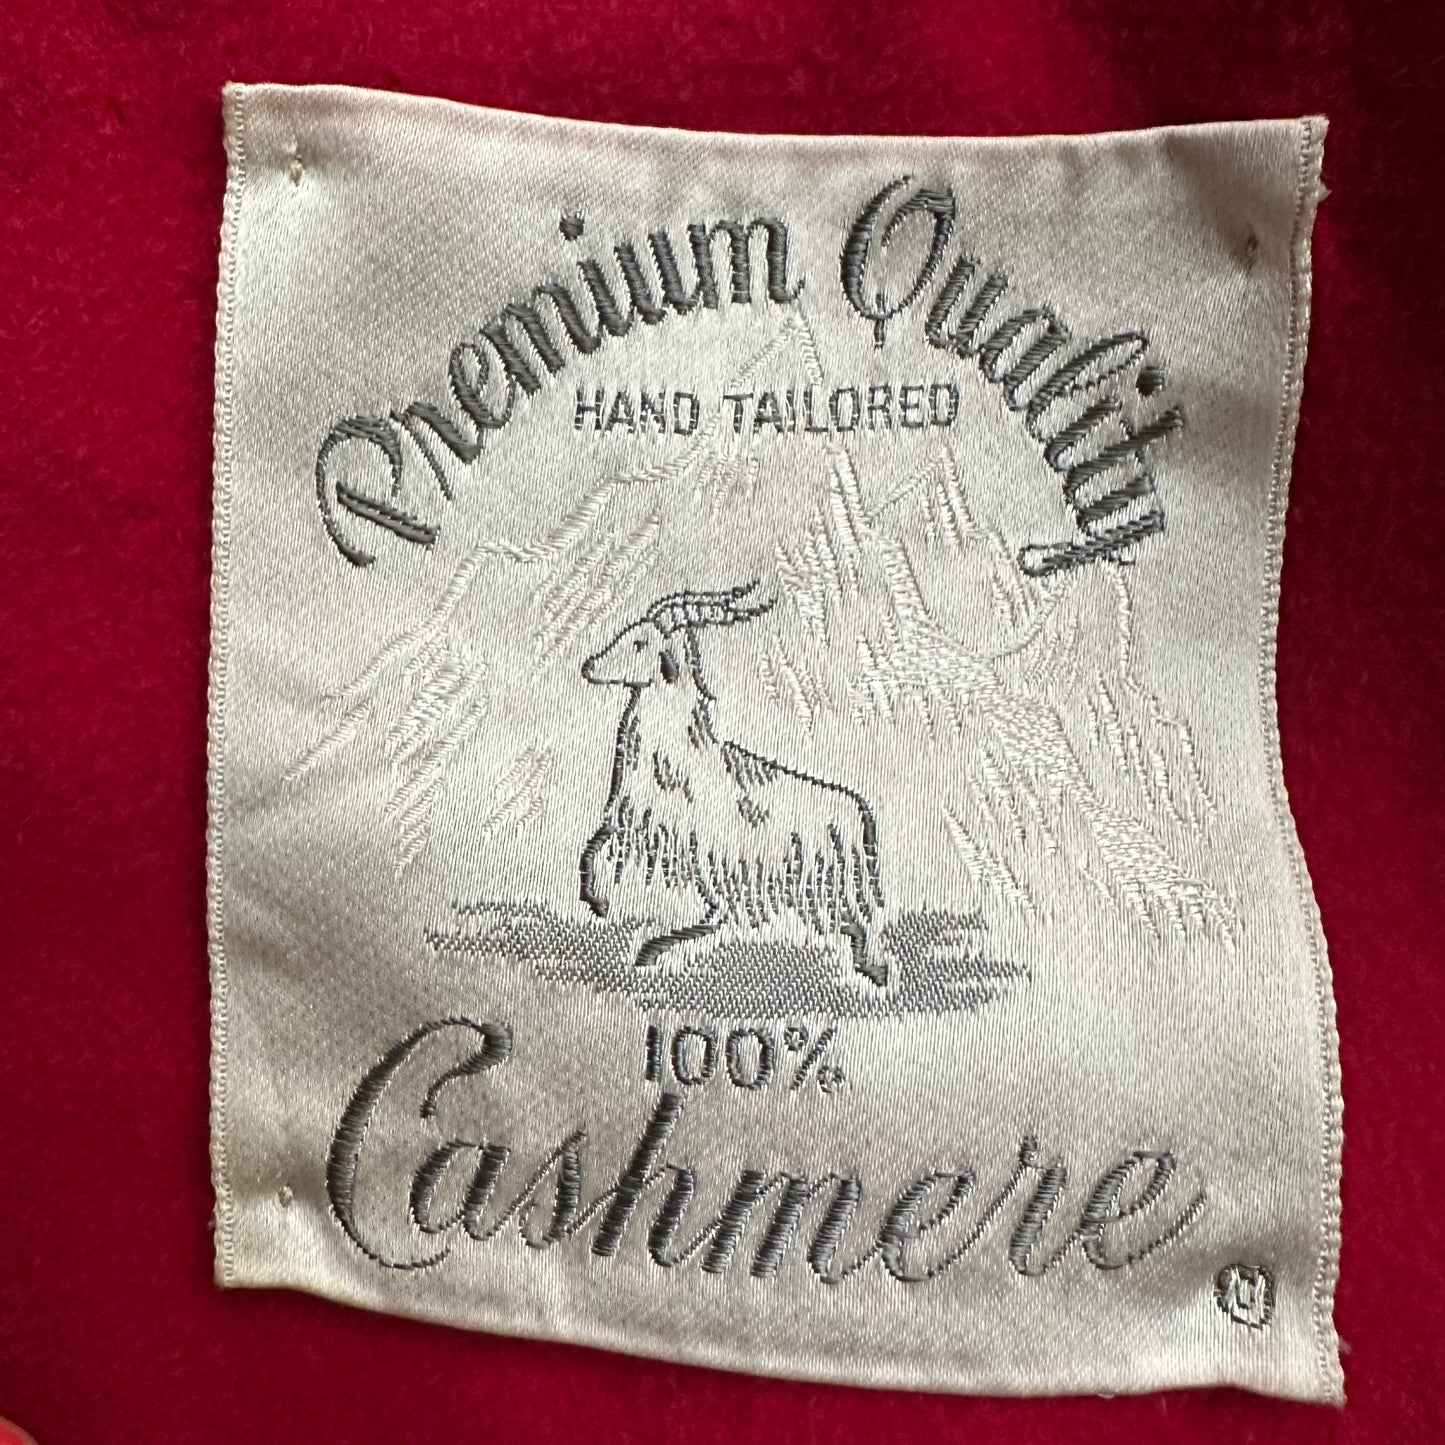 Premium Quality
HAND TAILORED
100%
Cashmere